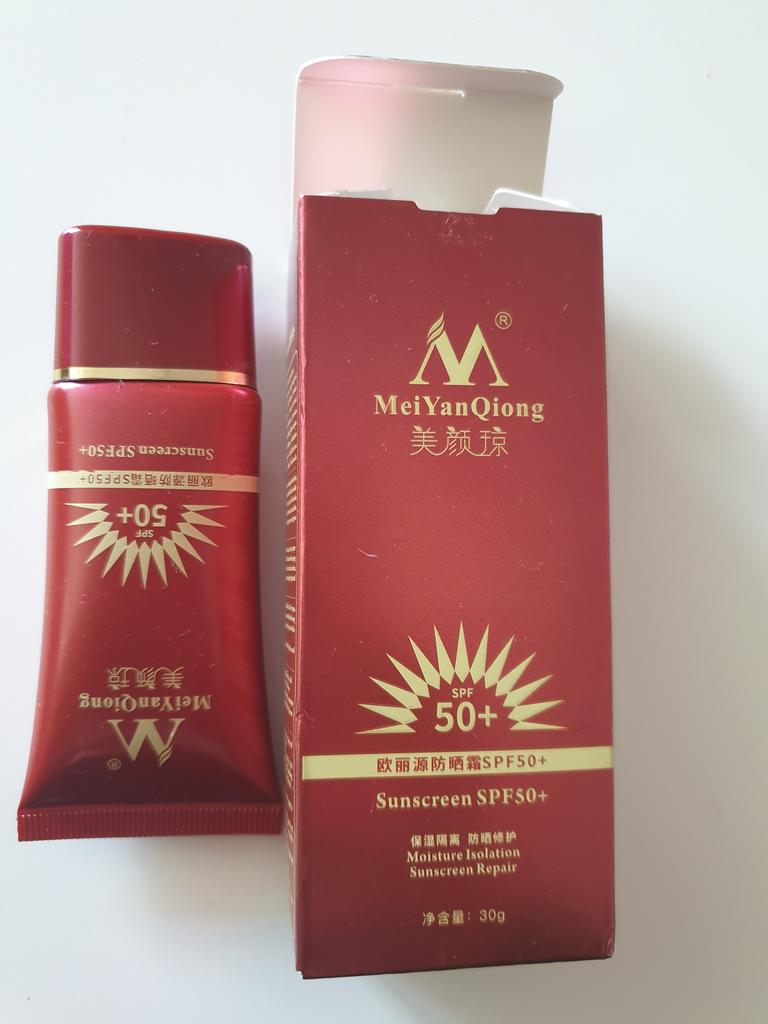 Sunscreen SPF50+
欧丽源防晒霜SPF50+
50+
SPF
美颜琼
MeiYanQiong
M
®
M®
MeiYanQiong
美颜琼
SPF
50+
欧丽源防晒霜SPF50+
Sunscreen SPF50+
保湿隔离 防晒修护
Moisture Isolation
Sunscreen Repair
净含量：30g